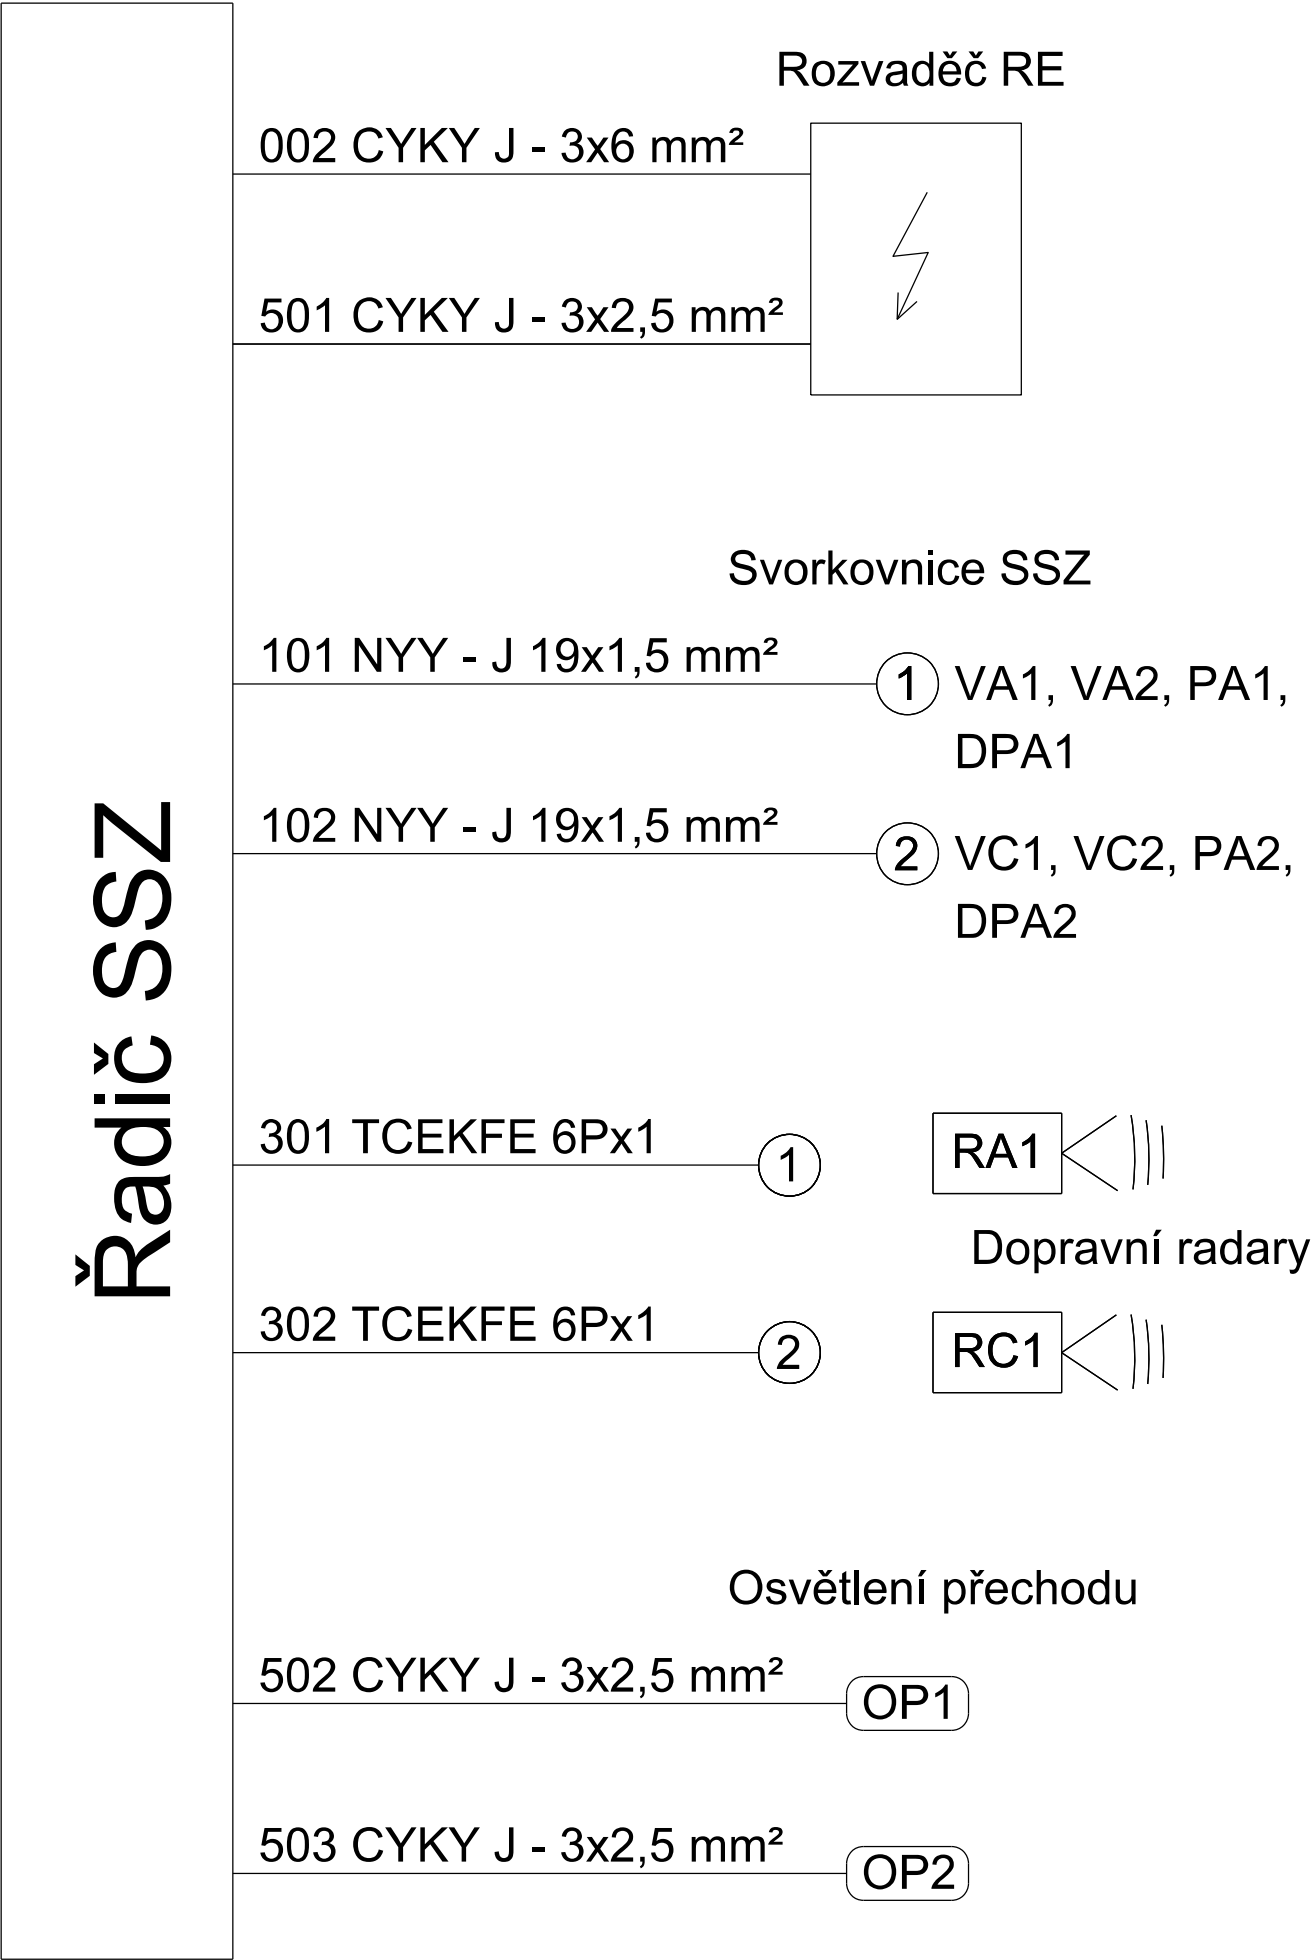 Řadič SSZ
Rozvaděč RE
002 CYKY J - 3x6 mm²
501 CYKY J - 3x2,5 mm²
Svorkovnice SSZ
101 NYY - J 19x1,5 mm²
1 VA1, VA2, PA1,
DPA1
102 NYY - J 19x1,5 mm²
2 VC1, VC2, PA2,
DPA2
301 TCEKFE 6Px1
1
RA1
Dopravní radary
302 TCEKFE 6Px1
2
RC1
Osvětlení přechodu
502 CYKY J - 3x2,5 mm²
OP1
503 CYKY J - 3x2,5 mm²
OP2